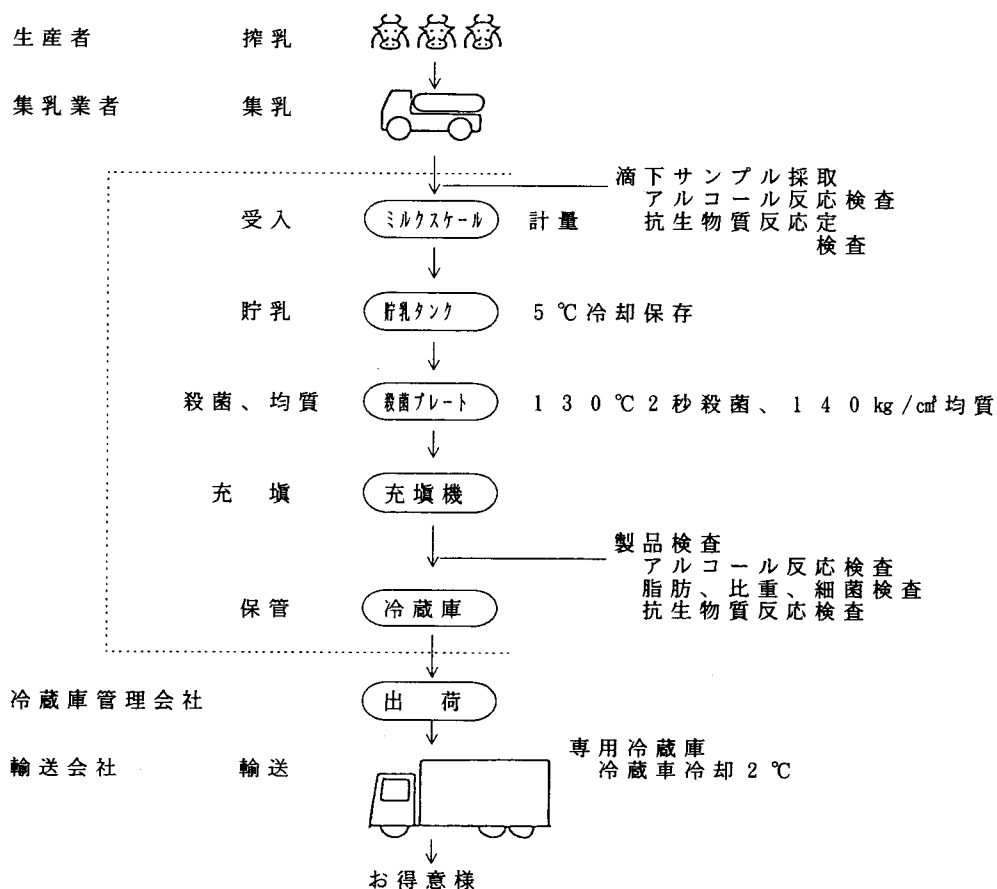 生産者 搾乳
集乳業者 集乳
滴下サンプル採取
アルコール反応検査
受入 ミルクスケール 計量 抗生物質反応定
検査
貯乳 貯乳タンク 5℃冷却保存
殺菌、均質 殺菌プレート 130℃2秒殺菌、140kg/c㎡均質
充填 充填機
製品検査
アルコール反応検査
脂肪、比重、細菌検査
保管 冷蔵庫 抗生物質反応検査
冷蔵庫管理会社 出荷
専用冷蔵庫
輸送会社 輸送 冷蔵車冷却2℃
お得意様